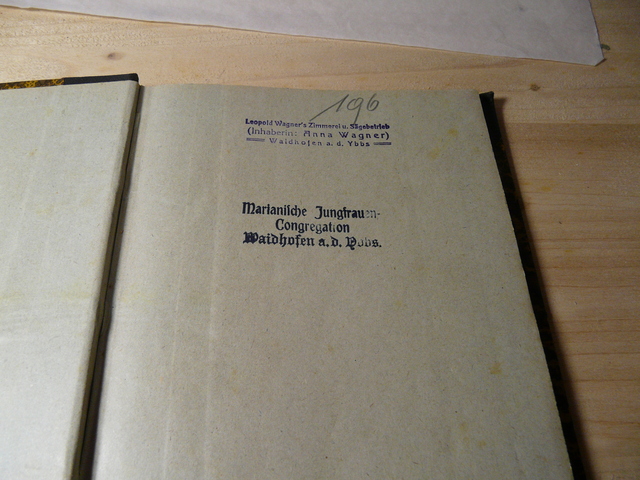 196
Leopold Wagner's Zimmerei u. Sägebetrieb
(Inhaberin: Anna Wagner)
Waidhofen a. d. Ybbs
Marianische Jungfrauen-
Congregation
Waidhofen a. d. Ybbs.